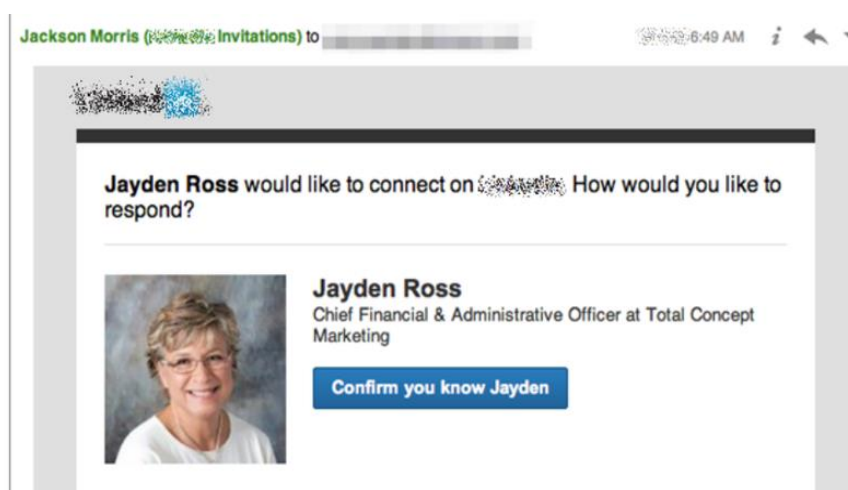 Jackson Morris ( Invitations) to
6:49 AM
Jayden Ross would like to connect on How would you like to
respond?
Jayden Ross
Chief Financial & Administrative Officer at Total Concept
Marketing
Confirm you know Jayden